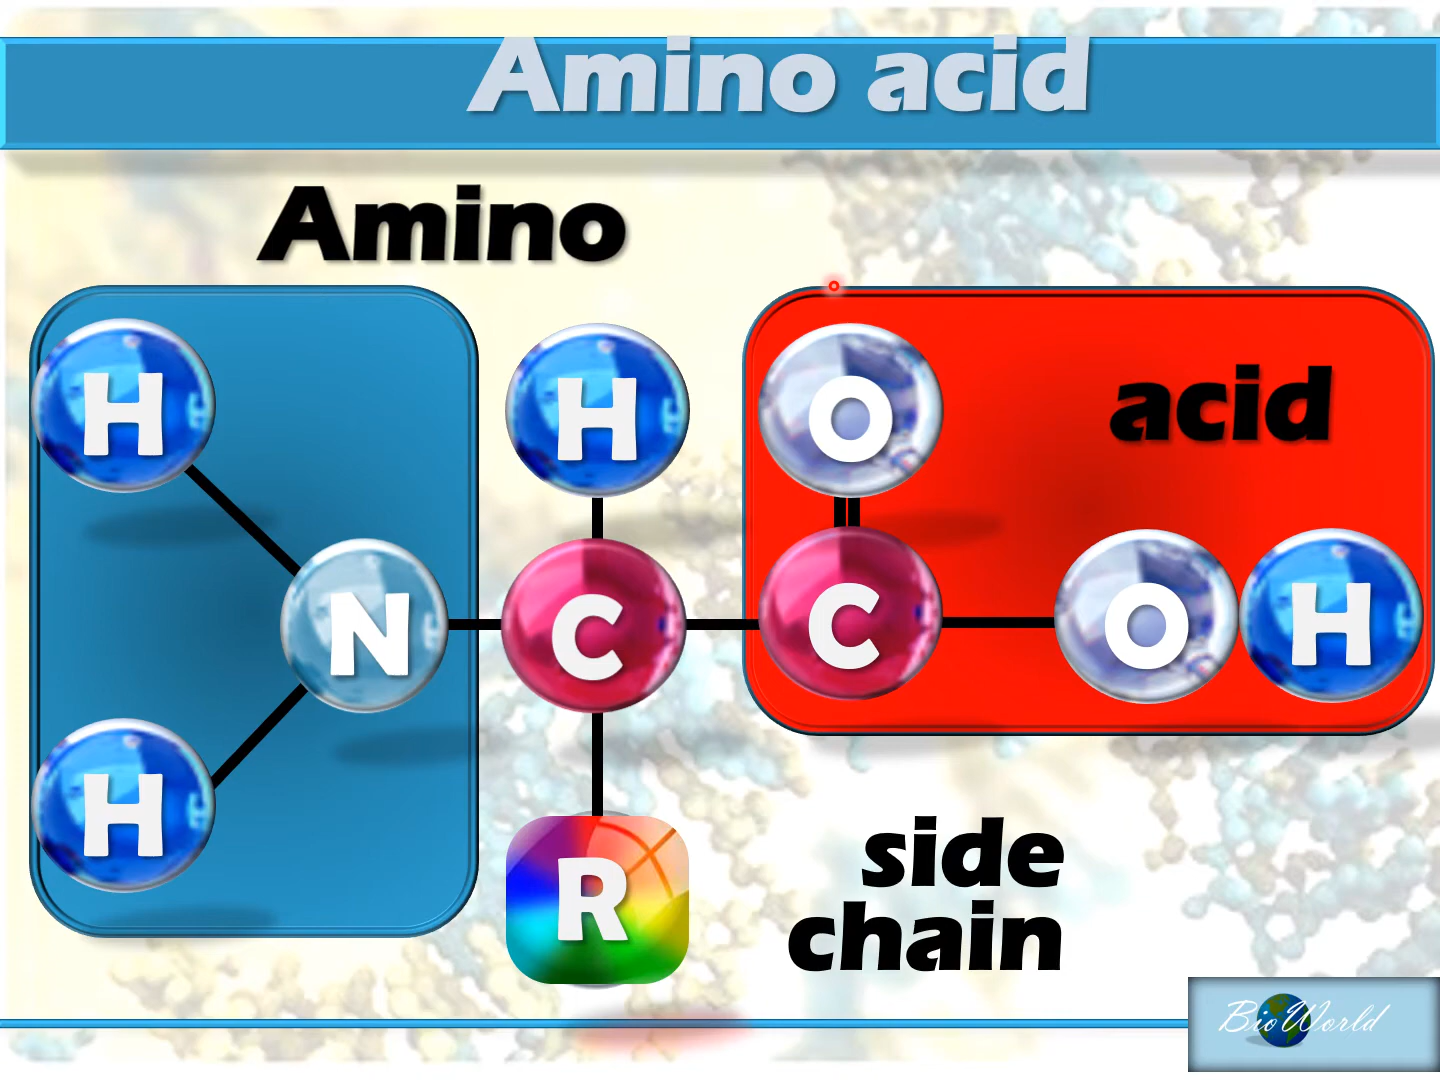 Amino acid
Amino
acid
H H O
N C C O H
H
R
side
chain
BioWorld